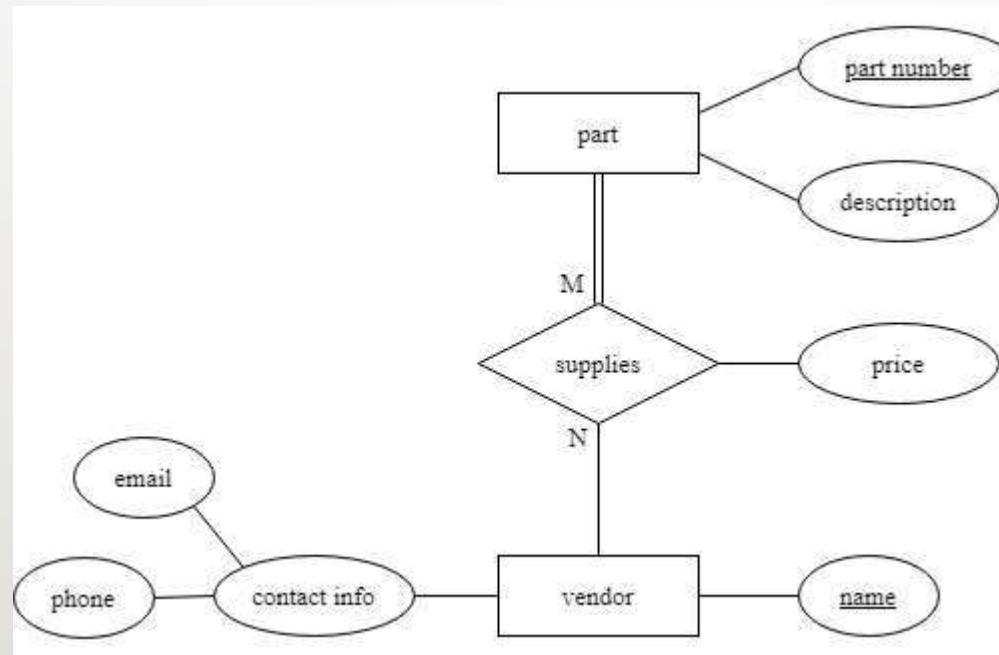 part number
part
description
M
supplies
price
N
email
phone
contact info
vendor
name